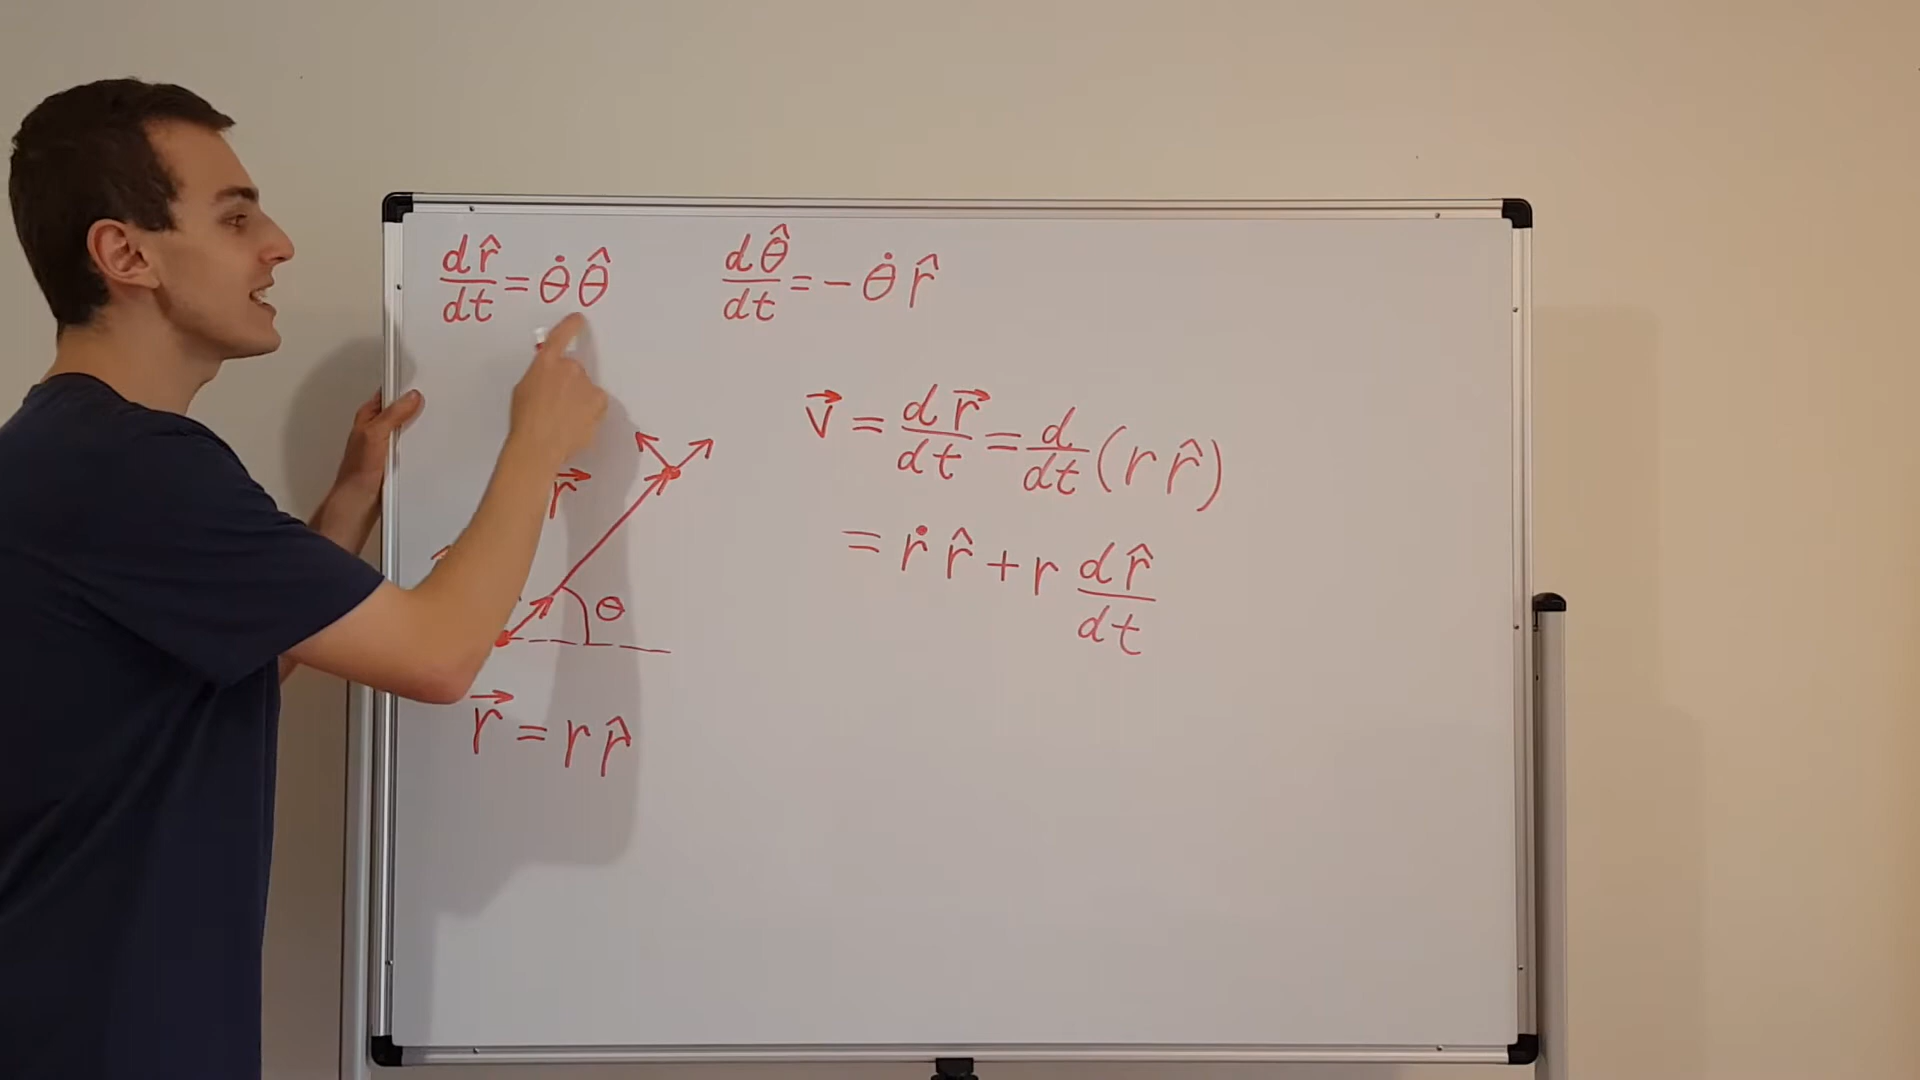 dr̂/dt = θ̇ θ̂
dθ̂/dt = - θ̇ r̂
v⃗ = dr⃗/dt = d/dt (r r̂)
= ṙ r̂ + r dr̂/dt
r⃗
θ
r⃗ = r r̂